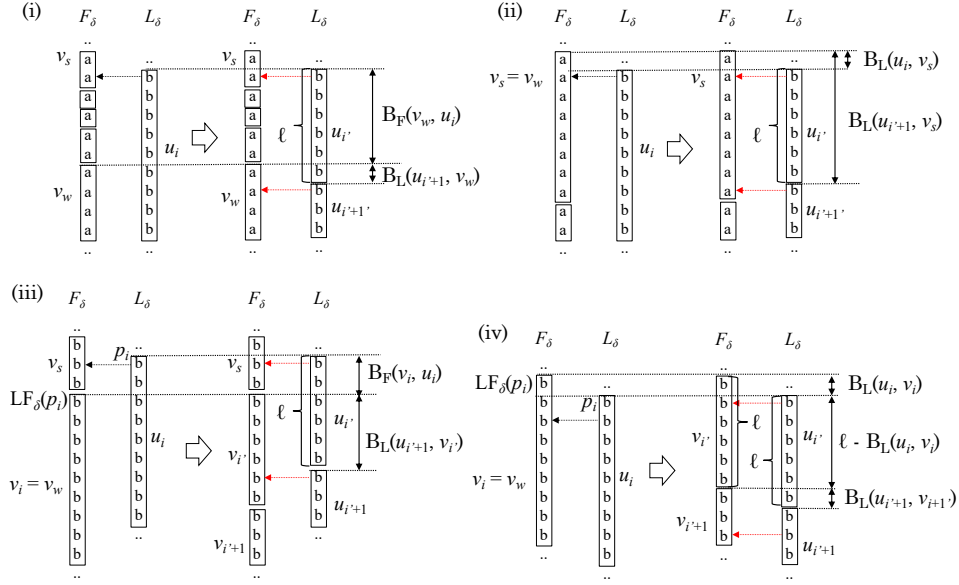 (i)
F_δ L_δ F_δ L_δ
.. .. .. ..
v_s a v_s a
a b a b
a b a b
a b a b B_F(v_w, u_i)
a b a b ℓ u_i'
a b u_i a b
a b a b B_L(u_i'+1, v_w)
v_w a b v_w a b
a b a b u_i'+1'
a b a b
.. .. .. ..
(ii)
F_δ L_δ F_δ L_δ
.. .. .. ..
a a B_L(u_i, v_s)
v_s = v_w a b v_s a b
a b a b
a b a b B_L(u_i'+1, v_s)
a b a b ℓ u_i'
a b u_i a b
a b a b
a b a b
a b a b u_i'+1'
a b a b
.. .. .. ..
(iii)
F_δ L_δ F_δ L_δ
.. ..
b p_i .. b ..
v_s b b v_s b b B_F(v_i, u_i)
b b b b
LF_δ(p_i) b b b b ℓ
b b b b u_i'
b b u_i b b B_L(u_i'+1, v_i')
b b v_i' b b
v_i = v_w b b b b
b b b b
b b b b u_i'+1
b .. b ..
b v_i'+1 b
.. ..
(iv)
F_δ L_δ F_δ L_δ
.. ..
LF_δ(p_i) b .. b .. B_L(u_i, v_i)
b p_i b b b
b b b ℓ b
b b v_i' b b u_i' ℓ - B_L(u_i, v_i)
b b b ℓ b
v_i = v_w b b u_i b b
b b b b B_L(u_i'+1, v_i+1')
b b v_i'+1 b b
b b b b u_i'+1
.. b .. b
.. ..